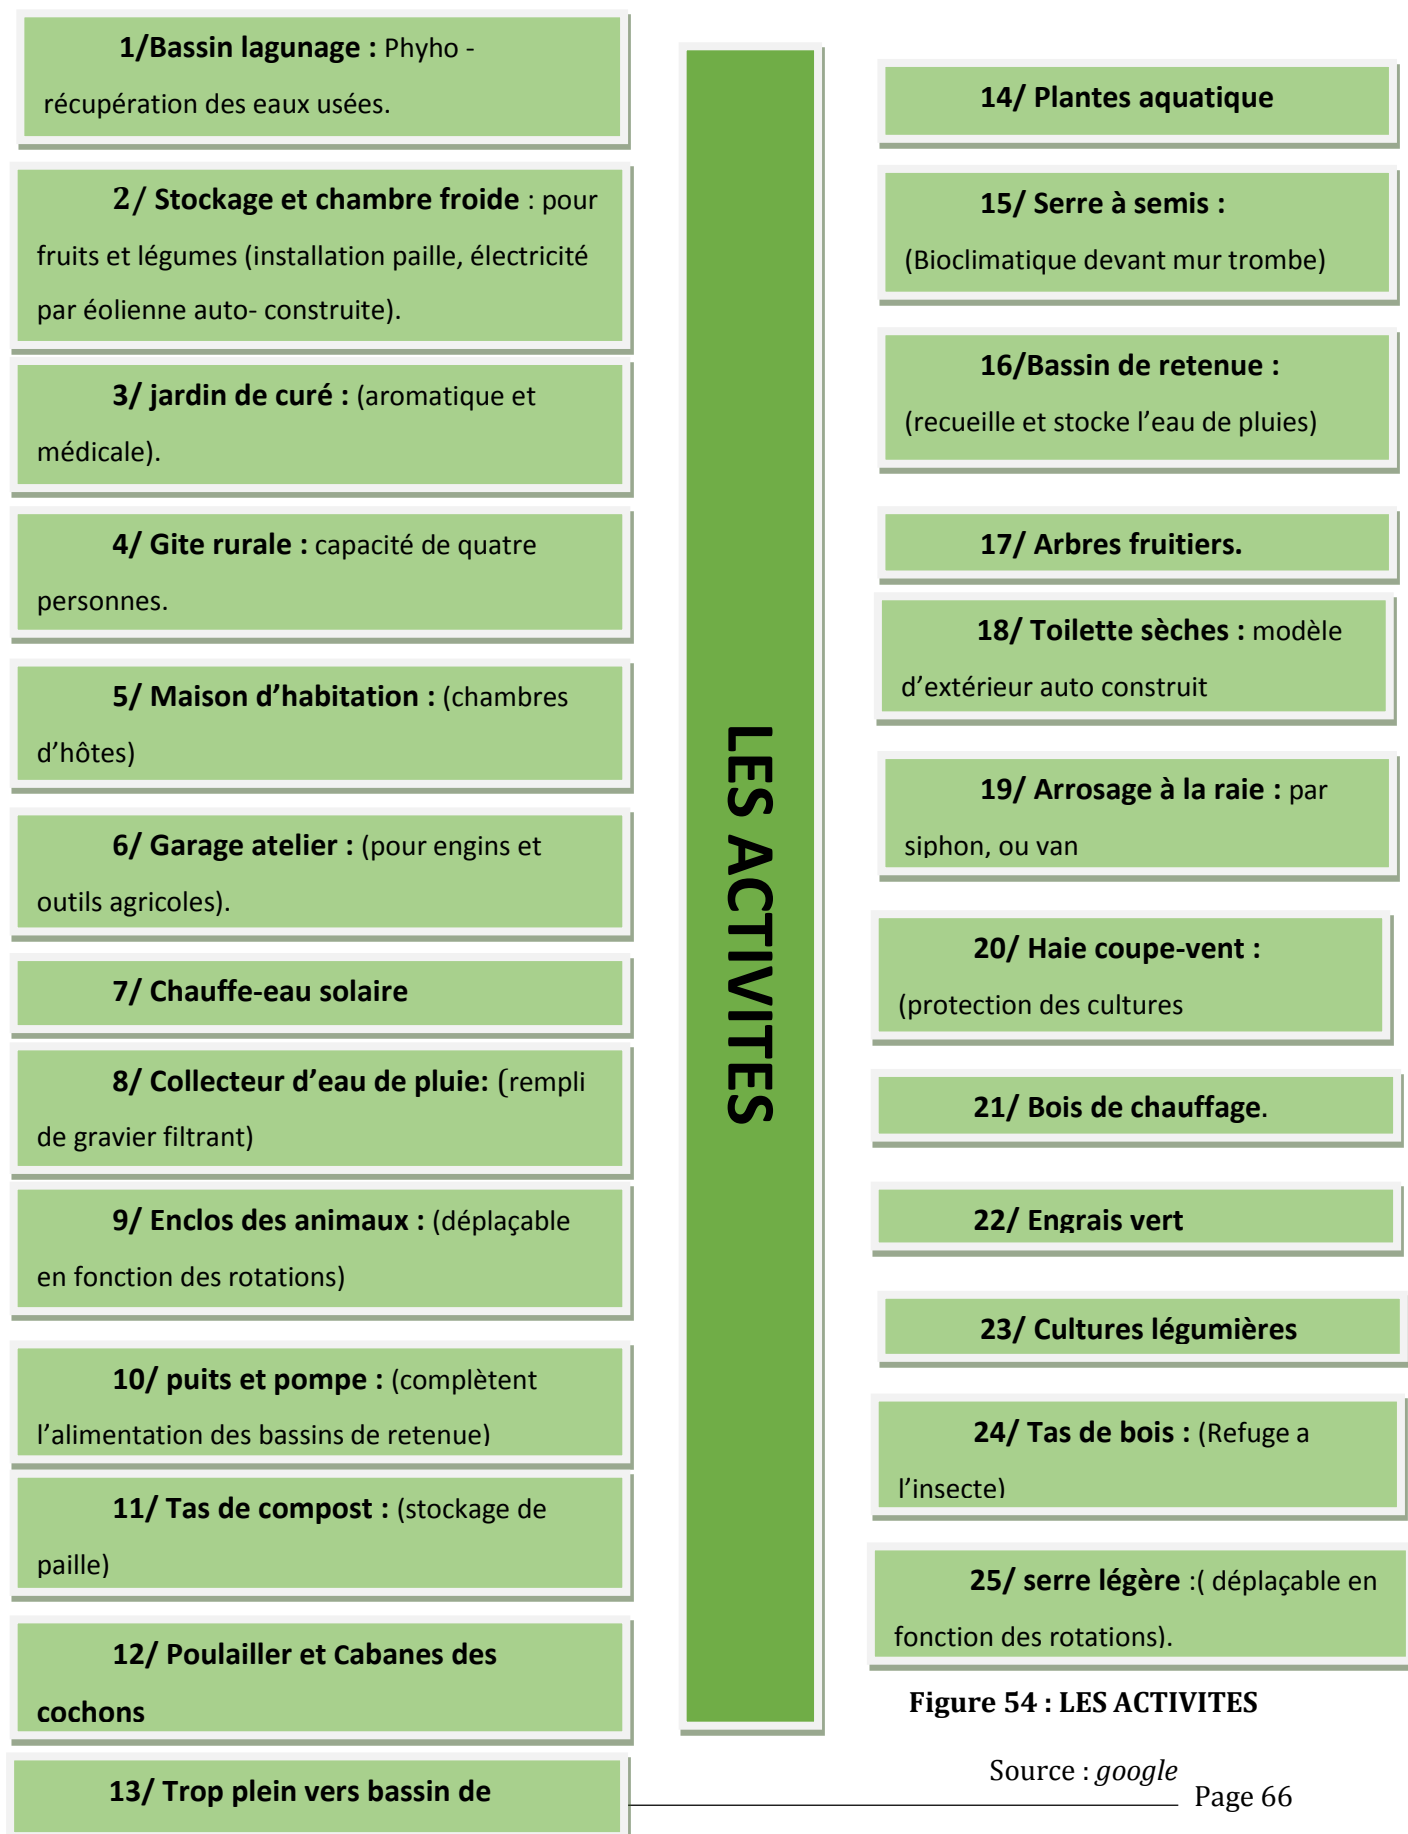 1/Bassin lagunage : Phyho -
récupération des eaux usées.
2/ Stockage et chambre froide : pour
fruits et légumes (installation paille, électricité
par éolienne auto- construite).
3/ jardin de curé : (aromatique et
médicale).
4/ Gite rurale : capacité de quatre
personnes.
5/ Maison d’habitation : (chambres
d’hôtes)
6/ Garage atelier : (pour engins et
outils agricoles).
7/ Chauffe-eau solaire
8/ Collecteur d’eau de pluie: (rempli
de gravier filtrant)
9/ Enclos des animaux : (déplaçable
en fonction des rotations)
10/ puits et pompe : (complètent
l’alimentation des bassins de retenue)
11/ Tas de compost : (stockage de
paille)
12/ Poulailler et Cabanes des
cochons
13/ Trop plein vers bassin de
LES ACTIVITES
14/ Plantes aquatique
15/ Serre à semis :
(Bioclimatique devant mur trombe)
16/Bassin de retenue :
(recueille et stocke l’eau de pluies)
17/ Arbres fruitiers.
18/ Toilette sèches : modèle
d’extérieur auto construit
19/ Arrosage à la raie : par
siphon, ou van
20/ Haie coupe-vent :
(protection des cultures
21/ Bois de chauffage.
22/ Engrais vert
23/ Cultures légumières
24/ Tas de bois : (Refuge a
l’insecte)
25/ serre légère :( déplaçable en
fonction des rotations).
Figure 54 : LES ACTIVITES
Source : google
Page 66